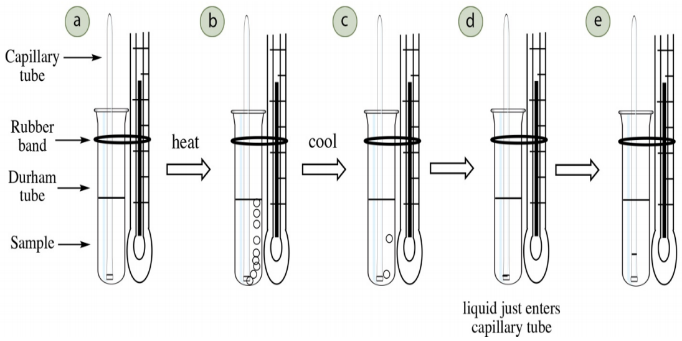 a
b
c
d
e
Capillary
tube
Rubber
band
Durham
tube
Sample
heat
cool
liquid just enters
capillary tube